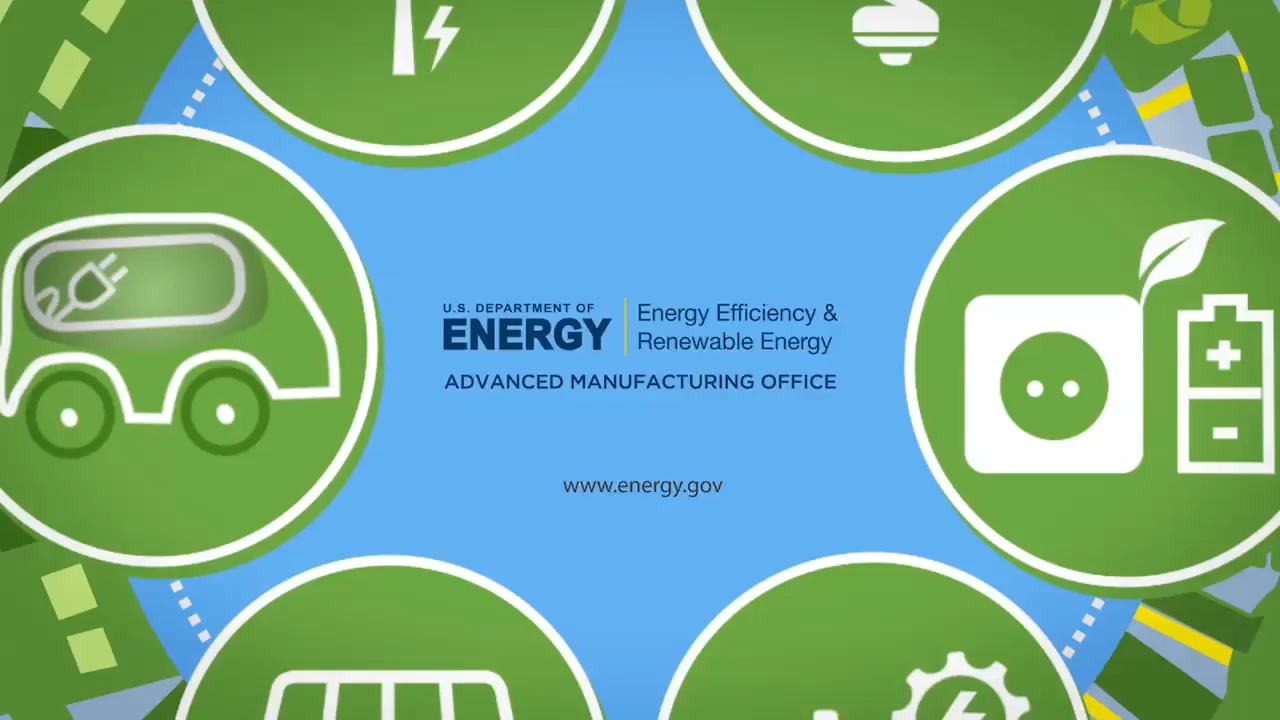 U.S. DEPARTMENT OF
ENERGY
Energy Efficiency &
Renewable Energy
ADVANCED MANUFACTURING OFFICE
www.energy.gov